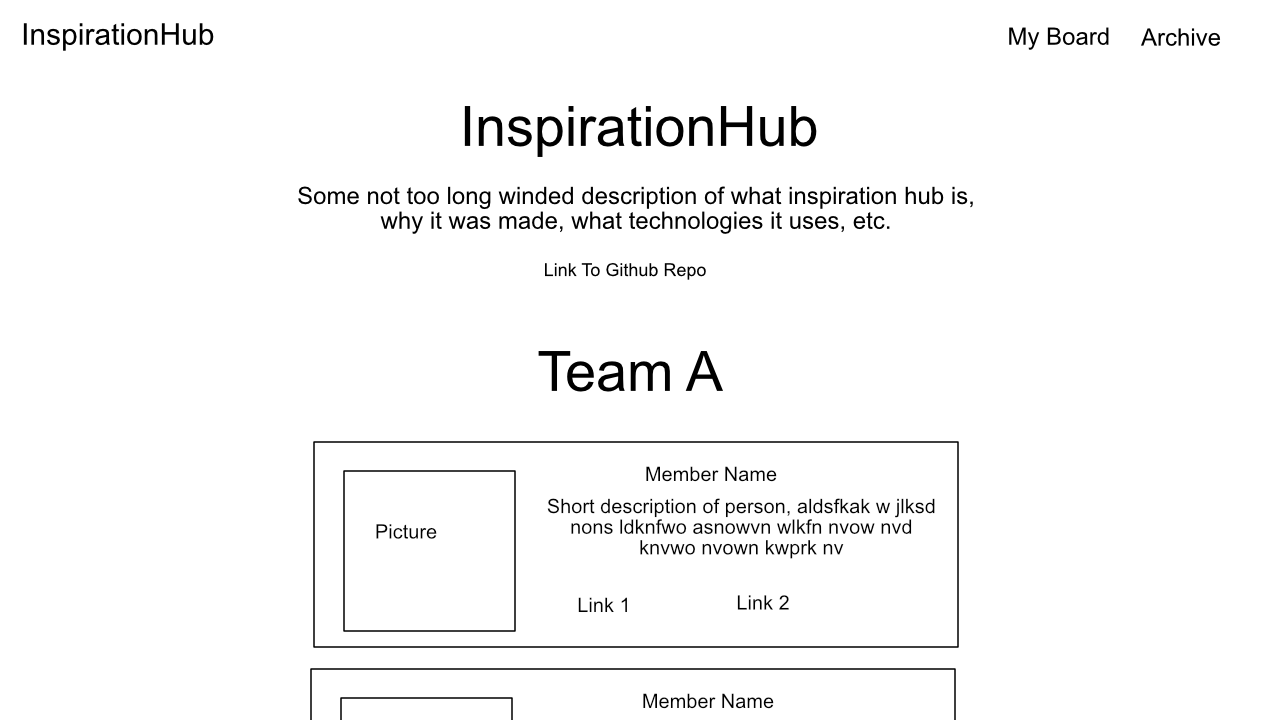 InspirationHub
My Board
Archive
InspirationHub
Some not too long winded description of what inspiration hub is,
why it was made, what technologies it uses, etc.
Link To Github Repo
Team A
Member Name
Short description of person, aldsfkak w jlksd
nons ldknfwo asnowvn wlkfn nvow nvd
knvwo nvown kwprk nv
Picture
Link 1
Link 2
Member Name